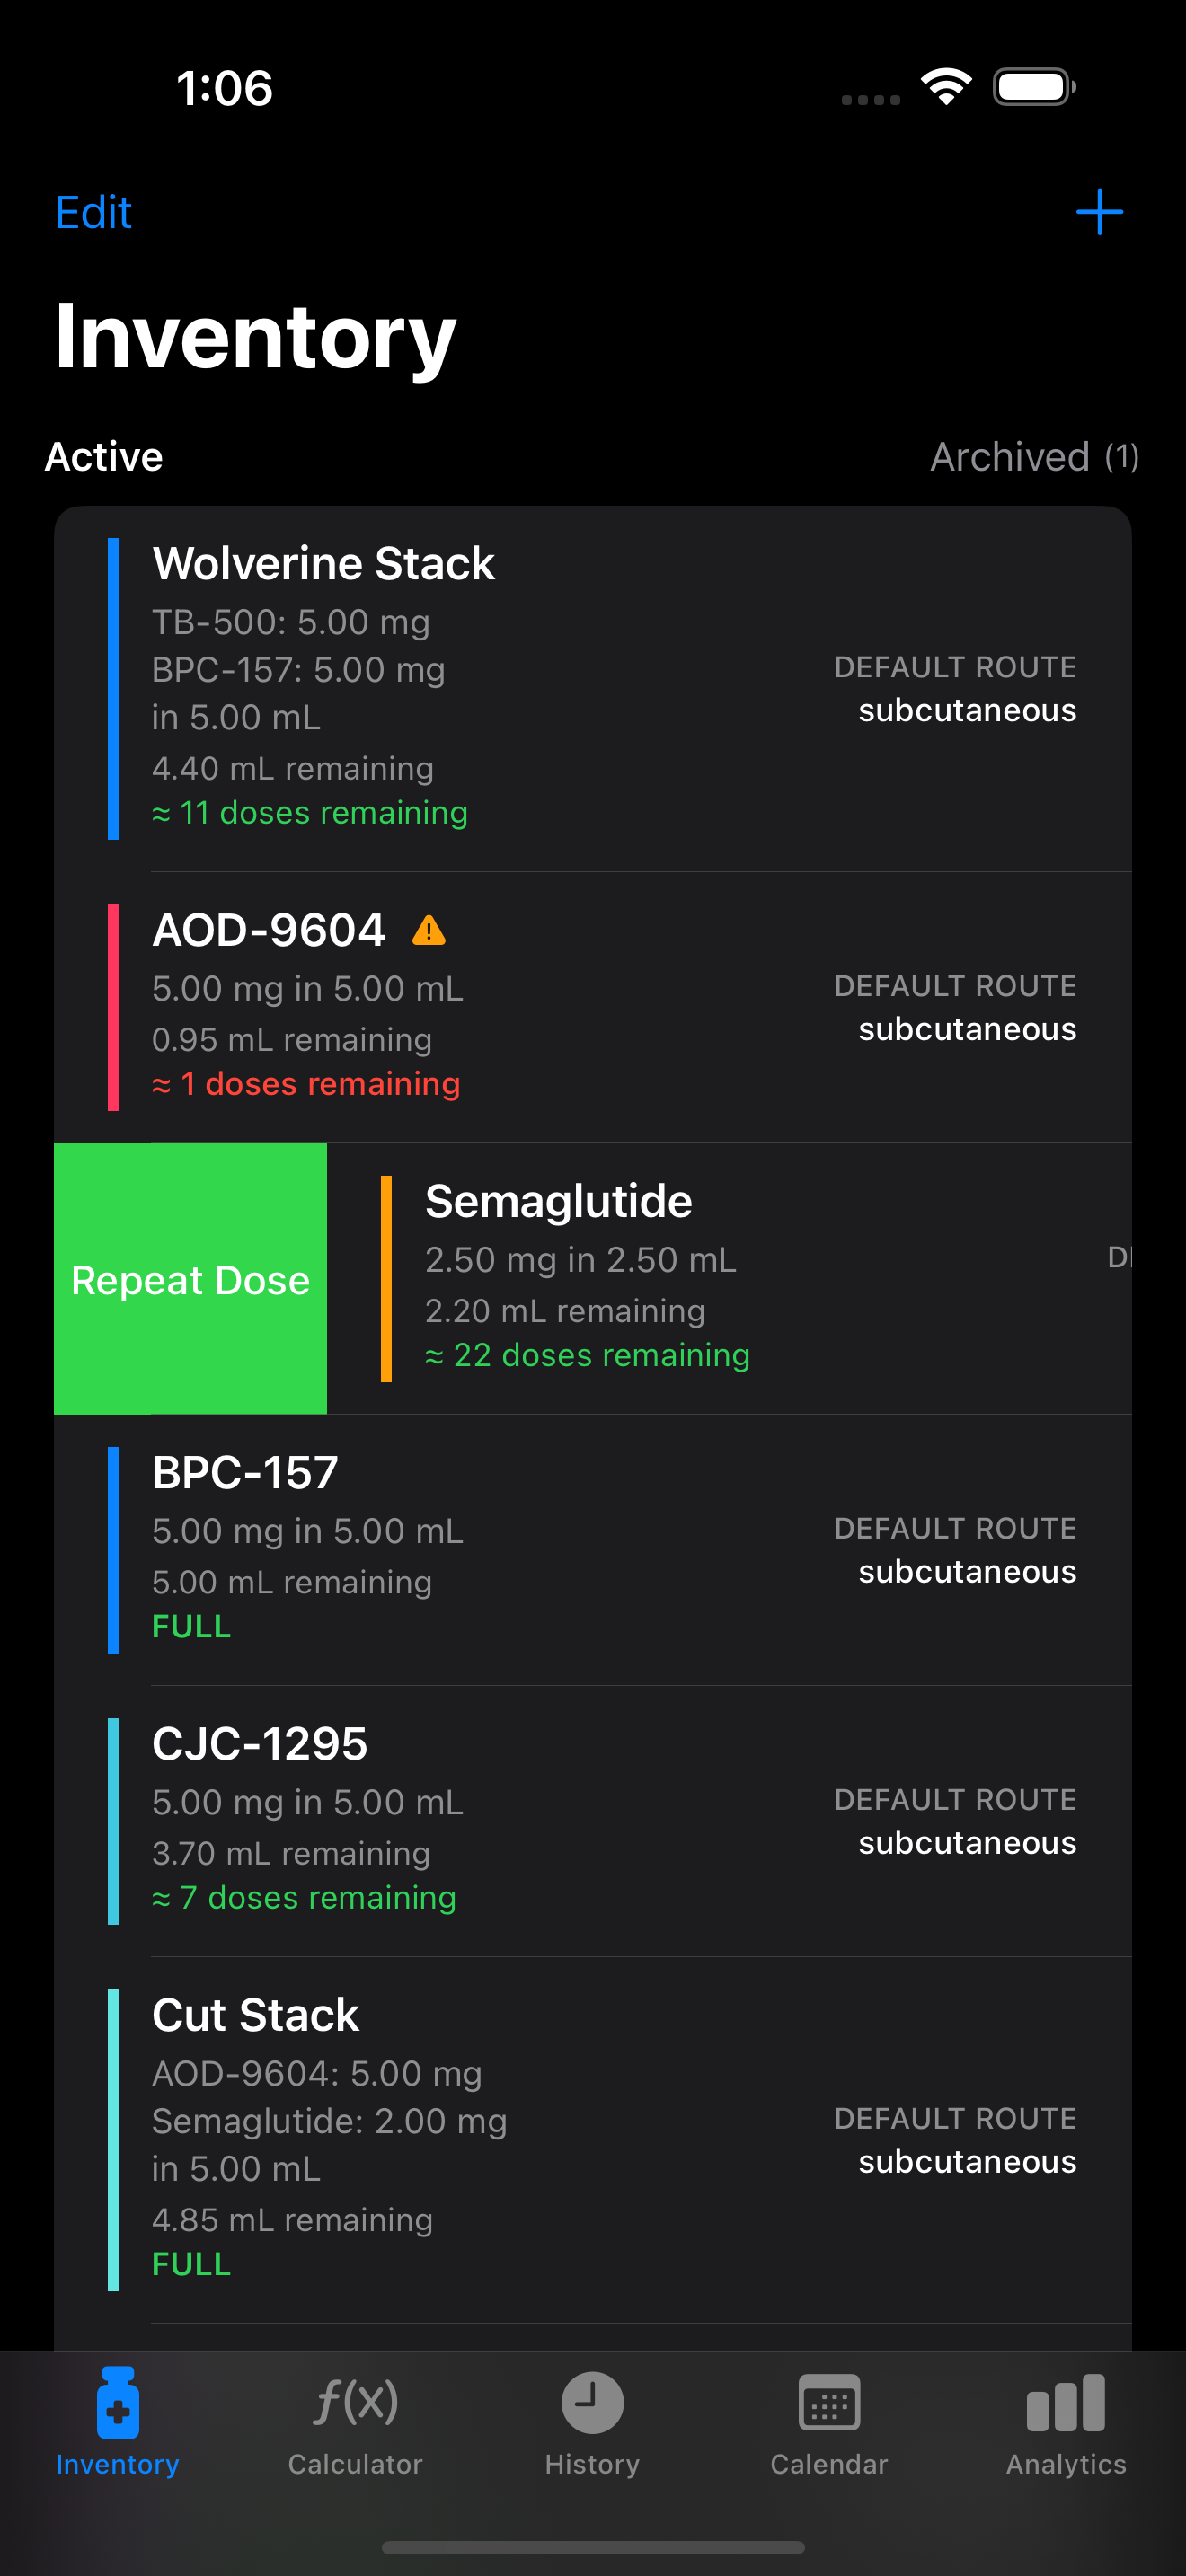 1:06
Edit
Inventory
Active
Archived (1)
Wolverine Stack
TB-500: 5.00 mg
BPC-157: 5.00 mg
in 5.00 mL
4.40 mL remaining
≈ 11 doses remaining
DEFAULT ROUTE
subcutaneous
AOD-9604
5.00 mg in 5.00 mL
0.95 mL remaining
≈ 1 doses remaining
DEFAULT ROUTE
subcutaneous
Repeat Dose
Semaglutide
2.50 mg in 2.50 mL
2.20 mL remaining
≈ 22 doses remaining
BPC-157
5.00 mg in 5.00 mL
5.00 mL remaining
FULL
DEFAULT ROUTE
subcutaneous
CJC-1295
5.00 mg in 5.00 mL
3.70 mL remaining
≈ 7 doses remaining
DEFAULT ROUTE
subcutaneous
Cut Stack
AOD-9604: 5.00 mg
Semaglutide: 2.00 mg
in 5.00 mL
4.85 mL remaining
FULL
DEFAULT ROUTE
subcutaneous
f(x)
Inventory
Calculator
History
Calendar
Analytics